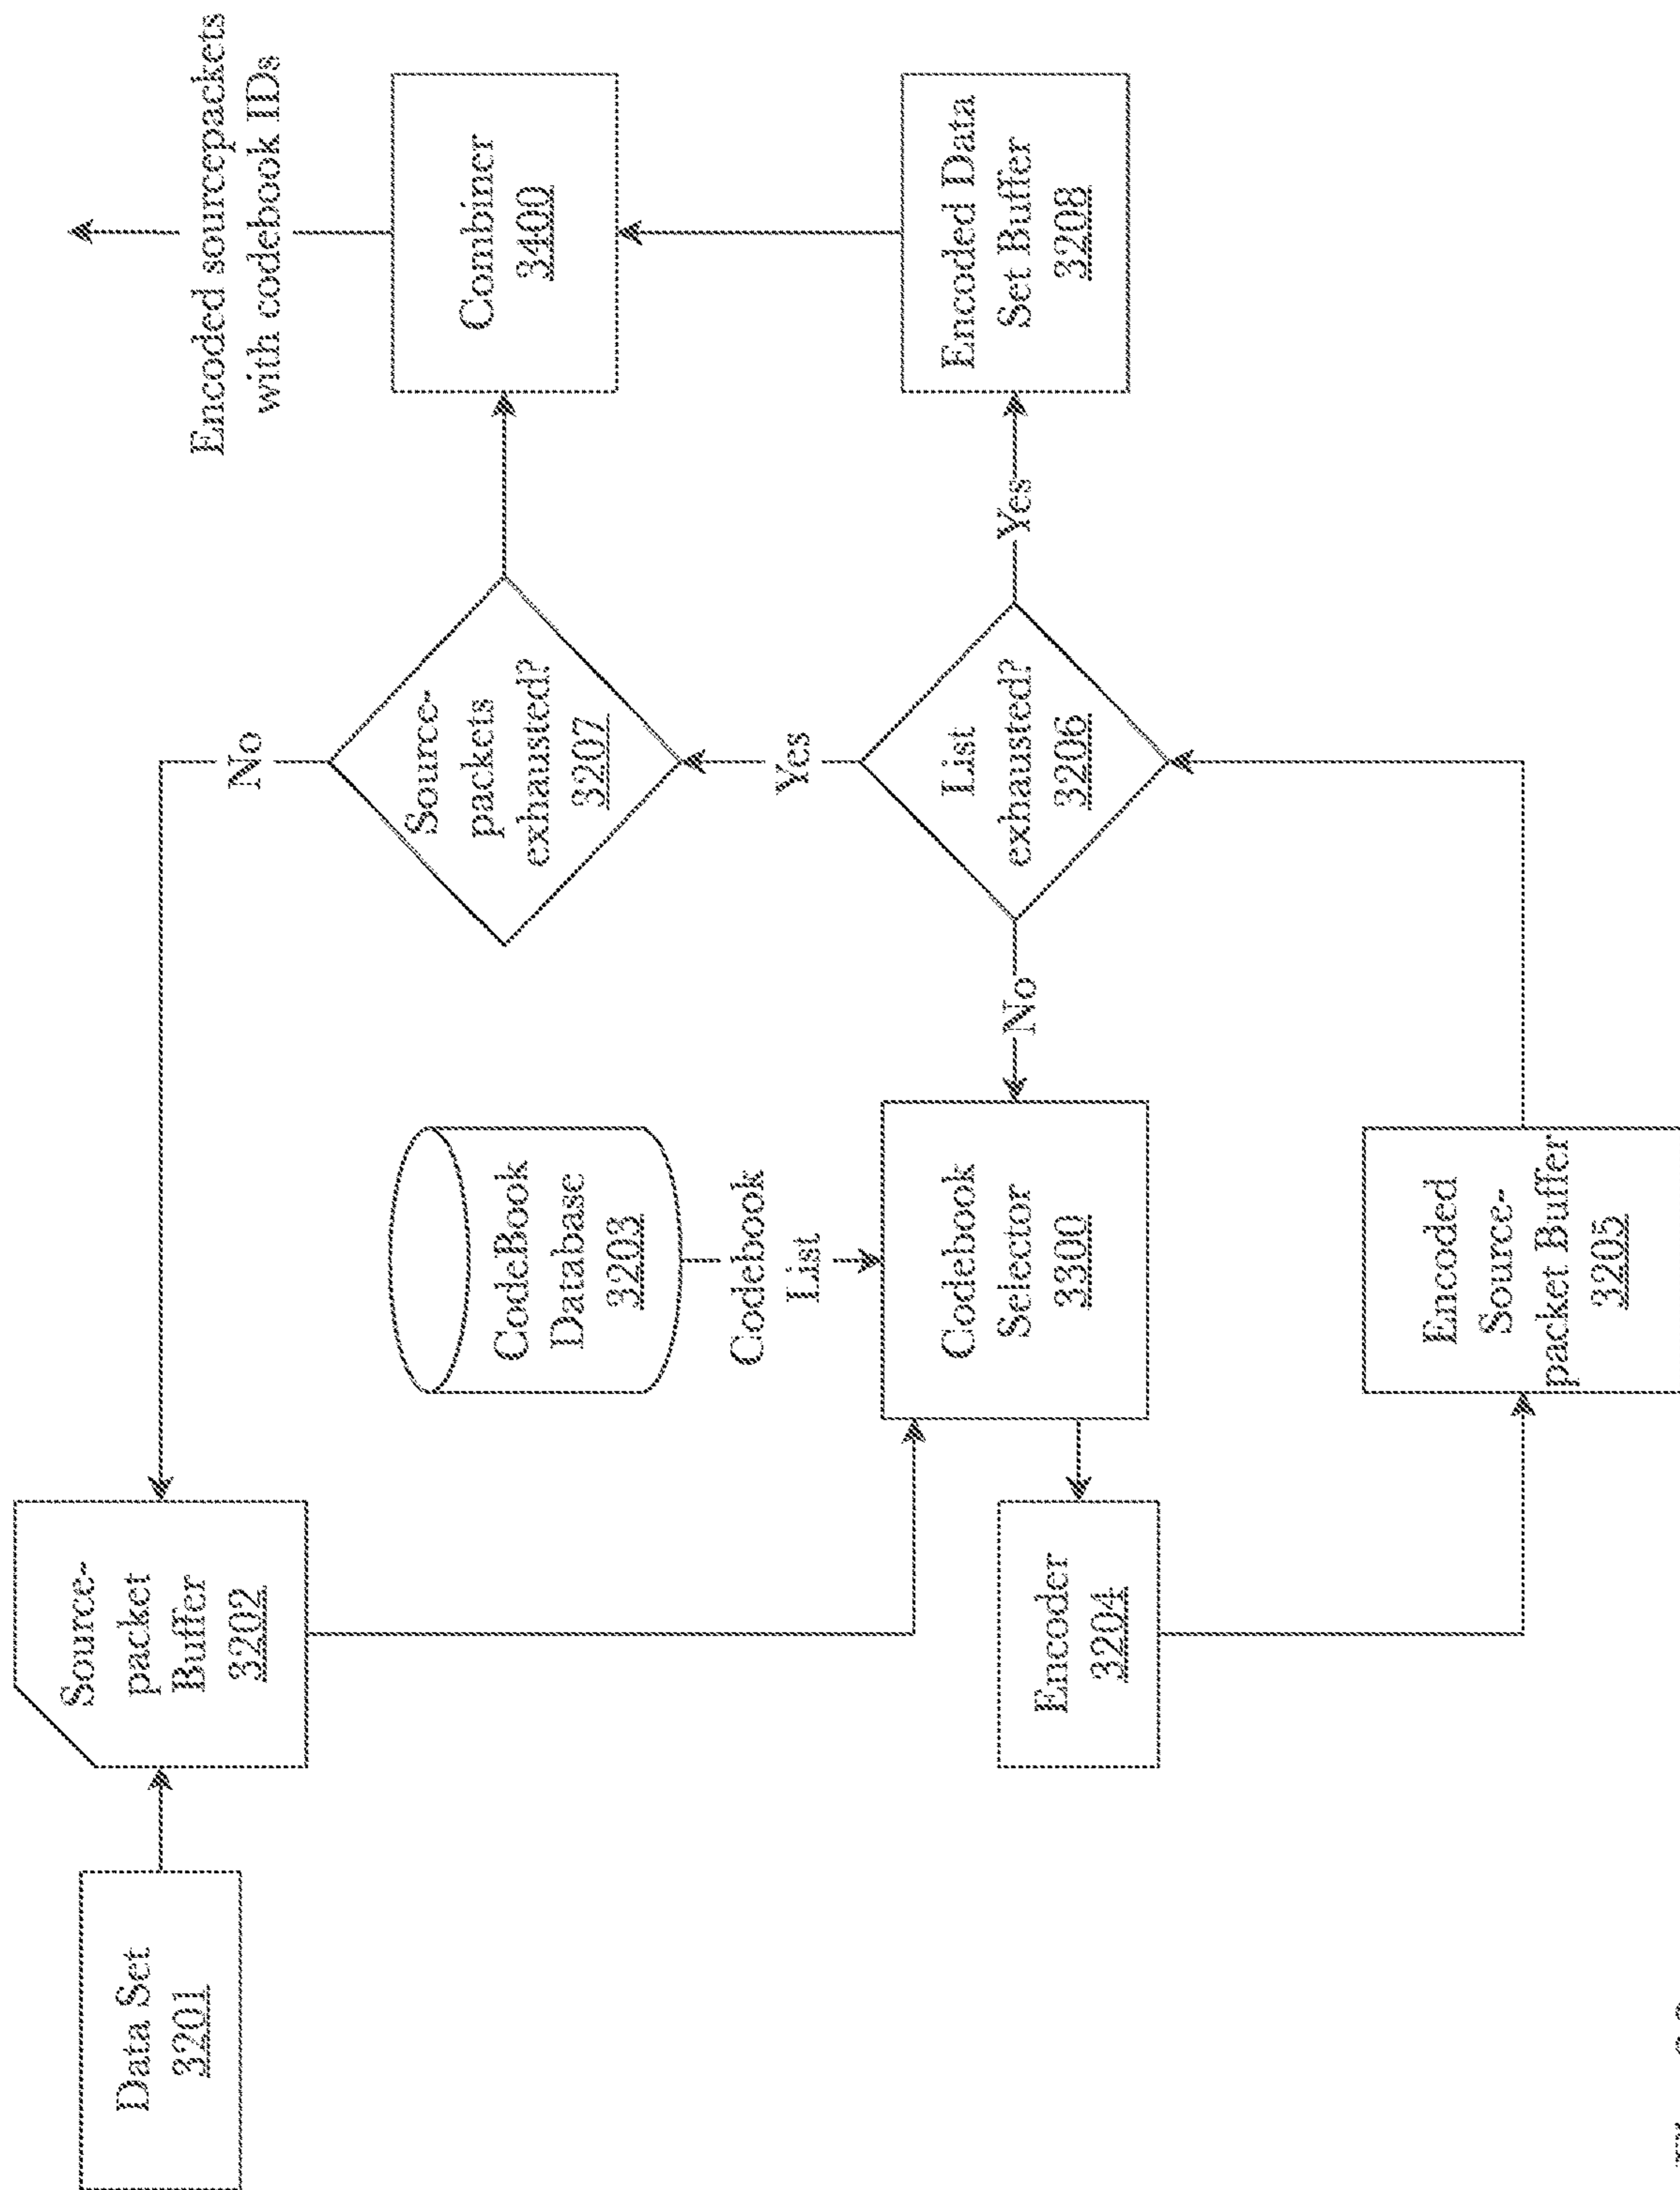 Data Set
3201
Source-
packet
Buffer
3202
No
Encoded sourcepackets
with codebook IDs
CodeBook
Database
3203
Codebook
List
Source-
packets
exhausted?
3207
Combiner
3400
Yes
Encoder
3204
Codebook
Selector
3300
No
List
exhausted?
3206
Yes
Encoded Data
Set Buffer
3208
Encoded
Source-
packet Buffer
3205